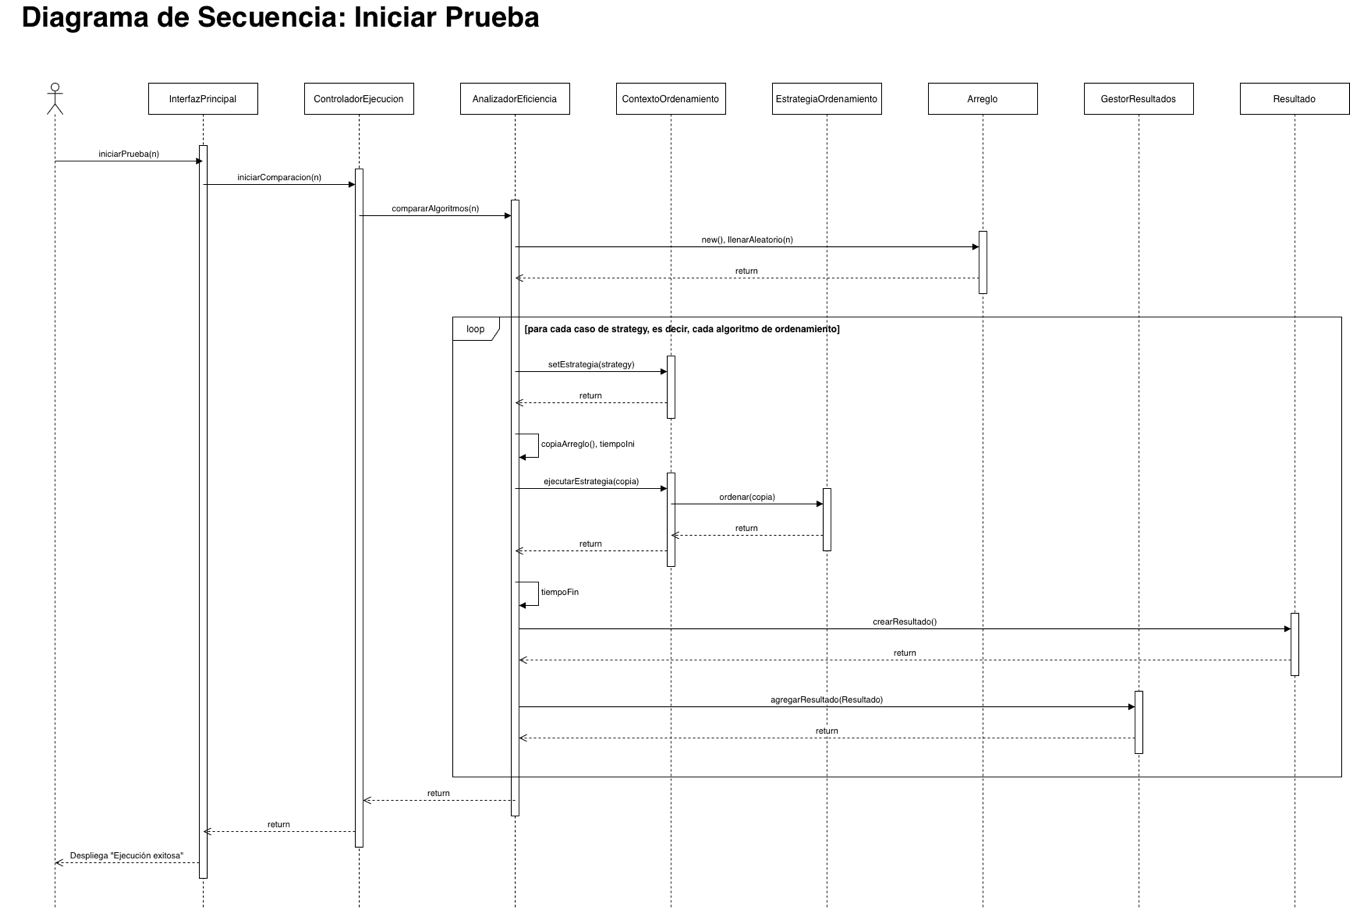 Diagrama de Secuencia: Iniciar Prueba
InterfazPrincipal
ControladorEjecucion
AnalizadorEficiencia
ContextoOrdenamiento
EstrategiaOrdenamiento
Arreglo
GestorResultados
Resultado
iniciarPrueba(n)
iniciarComparacion(n)
compararAlgoritmos(n)
new(), llenarAleatorio(n)
return
loop
[para cada caso de strategy, es decir, cada algoritmo de ordenamiento]
setEstrategia(strategy)
return
copiaArreglo(), tiempoIni
ejecutarEstrategia(copia)
ordenar(copia)
return
return
tiempoFin
crearResultado()
return
agregarResultado(Resultado)
return
return
return
Despliega "Ejecución exitosa"